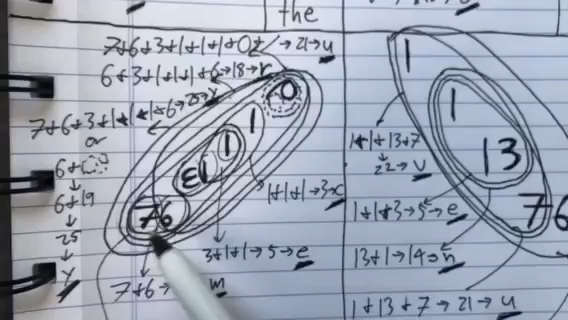 the
7+6+3+1+1+1+0+2→21→u
6+3+1+1+1+6→18→r
7+6+3+1+1+1+6→25→y
or
6+
↓
6+19
↓
25
↓
y
0
1
1
13
76
1+1+1→3→c
3+1+1→5→e
7+6→
m
1
1
13
76
1+1+13+7
↓
22→v
1+1+3→5→e
13+1→14→n
1+13+7→21→u